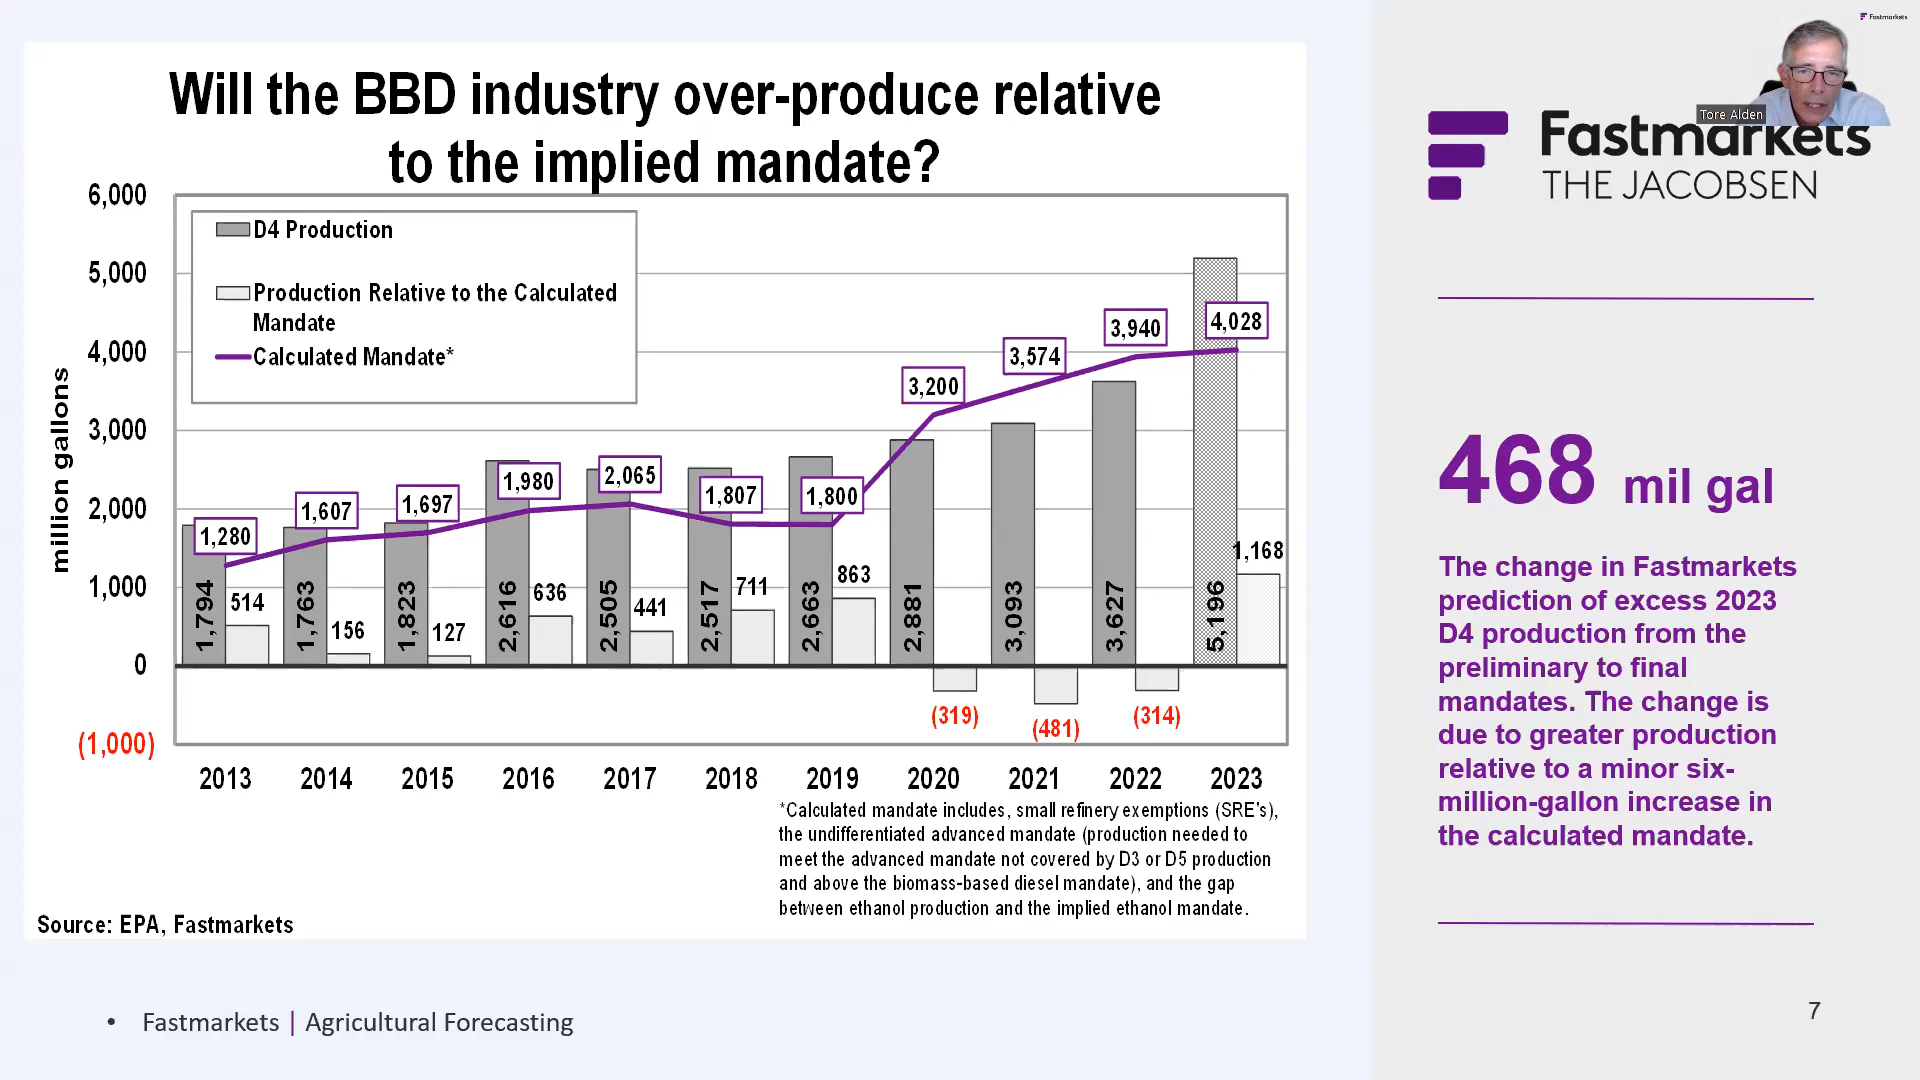 Will the BBD industry over-produce relative
to the implied mandate?
6,000
5,000
4,000
3,000
2,000
1,000
0
(1,000)
million gallons
D4 Production
Production Relative to the Calculated
Mandate
Calculated Mandate*
1,280
1,607
1,697
1,980
2,065
1,807
1,800
3,200
3,574
3,940
4,028
1,794
514
1,763
156
1,823
127
2,616
636
2,505
441
2,517
711
2,663
863
2,881
(319)
3,093
(481)
3,627
(314)
5,196
1,168
2013 2014 2015 2016 2017 2018 2019 2020 2021 2022 2023
*Calculated mandate includes, small refinery exemptions (SRE's),
the undifferentiated advanced mandate (production needed to
meet the advanced mandate not covered by D3 or D5 production
and above the biomass-based diesel mandate), and the gap
between ethanol production and the implied ethanol mandate.
Source: EPA, Fastmarkets
• Fastmarkets | Agricultural Forecasting
Fastmarkets
Tore Alden
Fastmarkets
THE JACOBSEN
468 mil gal
The change in Fastmarkets
prediction of excess 2023
D4 production from the
preliminary to final
mandates. The change is
due to greater production
relative to a minor six-
million-gallon increase in
the calculated mandate.
7